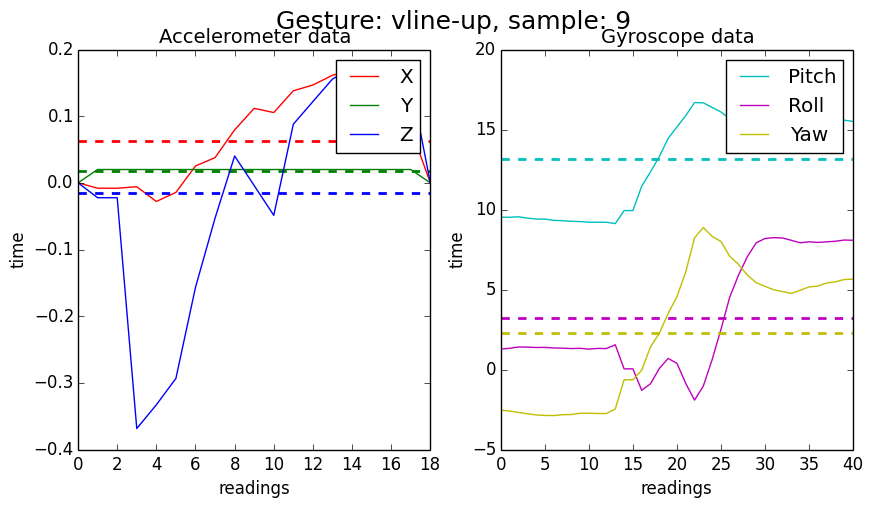 Gesture: vline-up, sample: 9
Accelerometer data
0.2
0.1
0.0
−0.1
−0.2
−0.3
−0.4
time
0 2 4 6 8 10 12 14 16 18
readings
X
Y
Z
Gyroscope data
20
15
10
5
0
−5
time
0 5 10 15 20 25 30 35 40
readings
Pitch
Roll
Yaw